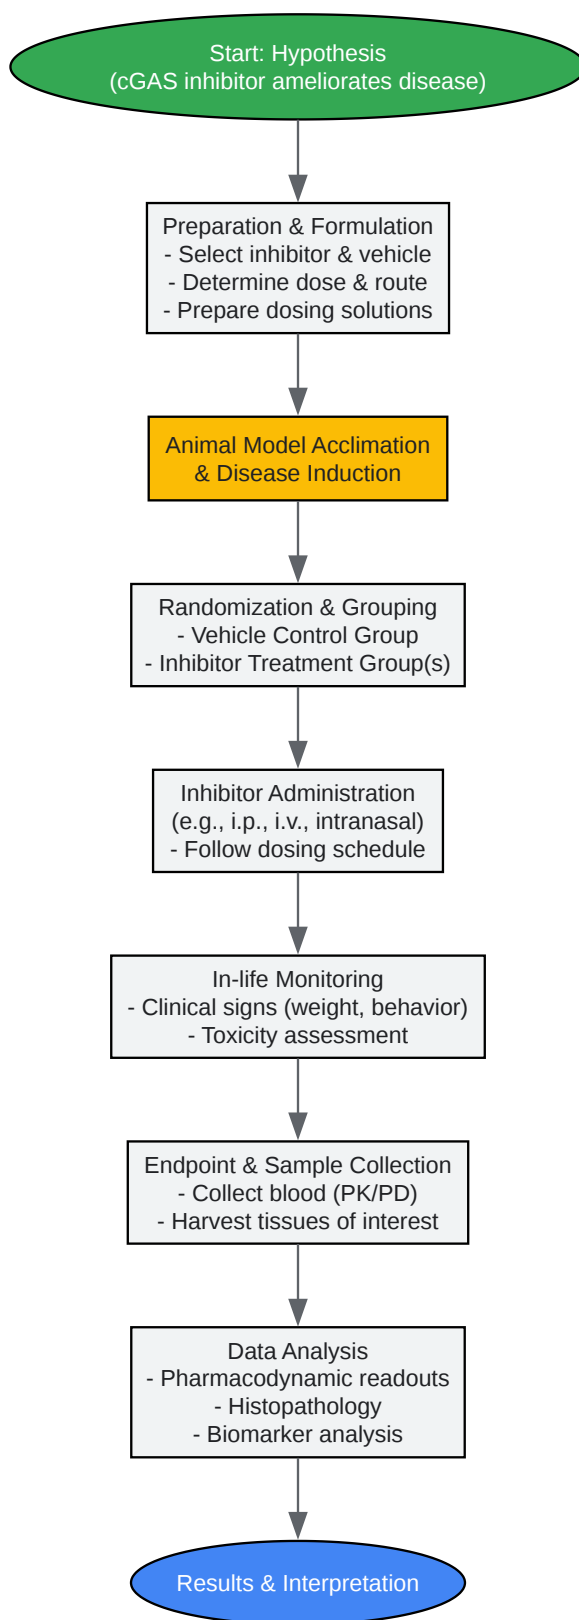 Start: Hypothesis
(cGAS inhibitor ameliorates disease)
Preparation & Formulation
- Select inhibitor & vehicle
- Determine dose & route
- Prepare dosing solutions
Animal Model Acclimation
& Disease Induction
Randomization & Grouping
- Vehicle Control Group
- Inhibitor Treatment Group(s)
Inhibitor Administration
(e.g., i.p., i.v., intranasal)
- Follow dosing schedule
In-life Monitoring
- Clinical signs (weight, behavior)
- Toxicity assessment
Endpoint & Sample Collection
- Collect blood (PK/PD)
- Harvest tissues of interest
Data Analysis
- Pharmacodynamic readouts
- Histopathology
- Biomarker analysis
Results & Interpretation